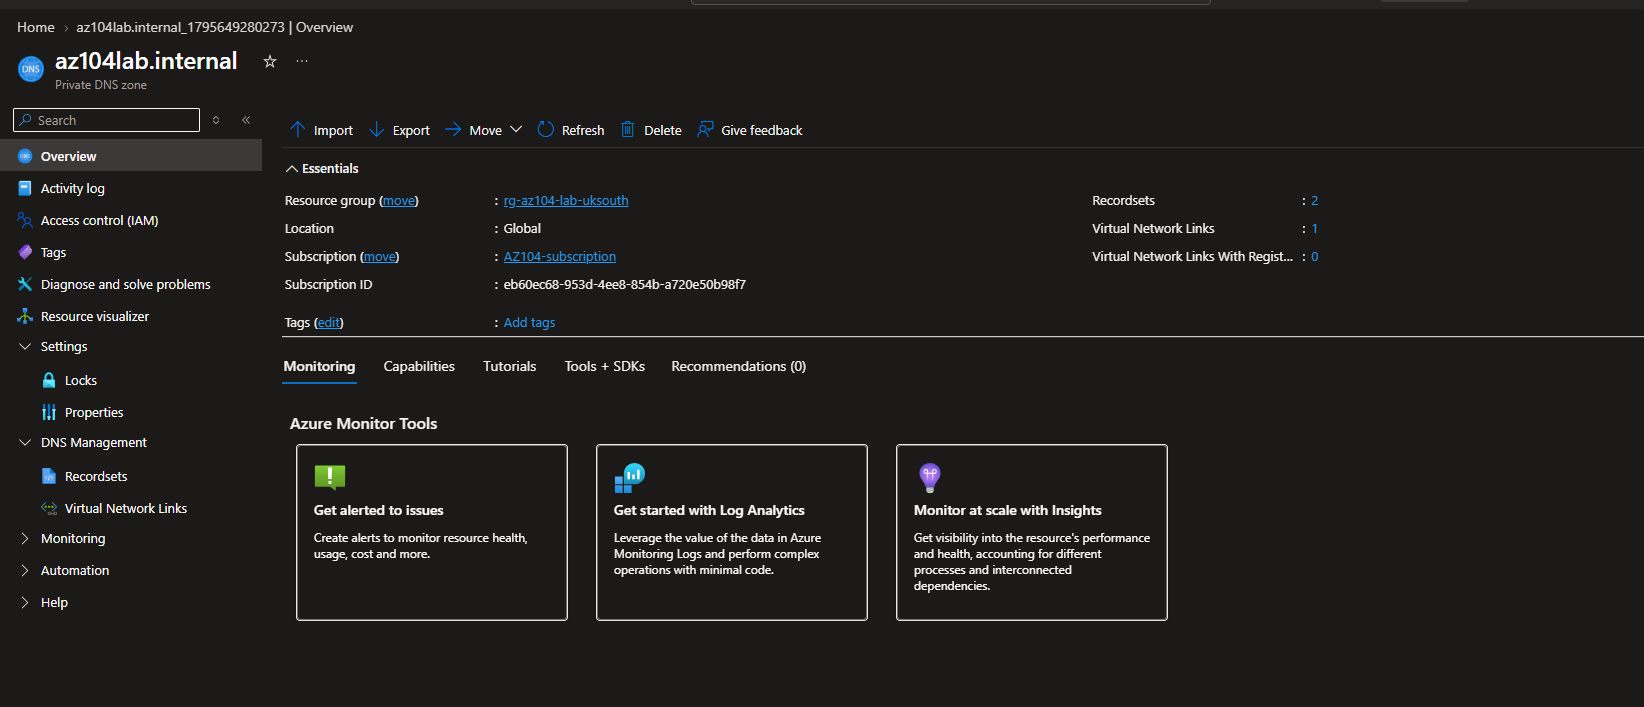 Home > az104lab.internal_1795649280273 | Overview
DNS
az104lab.internal
Private DNS zone
Search
Overview
Activity log
Access control (IAM)
Tags
Diagnose and solve problems
Resource visualizer
Settings
Locks
Properties
DNS Management
Recordsets
Virtual Network Links
Monitoring
Automation
Help
Import Export Move Refresh Delete Give feedback
Essentials
Resource group (move) : rg-az104-lab-uksouth
Location : Global
Subscription (move) : AZ104-subscription
Subscription ID : eb60ec68-953d-4ee8-854b-a720e50b98f7
Tags (edit) : Add tags
Recordsets : 2
Virtual Network Links : 1
Virtual Network Links With Regist... : 0
Monitoring Capabilities Tutorials Tools + SDKs Recommendations (0)
Azure Monitor Tools
Get alerted to issues
Create alerts to monitor resource health,
usage, cost and more.
Get started with Log Analytics
Leverage the value of the data in Azure
Monitoring Logs and perform complex
operations with minimal code.
Monitor at scale with Insights
Get visibility into the resource's performance
and health, accounting for different
processes and interconnected
dependencies.